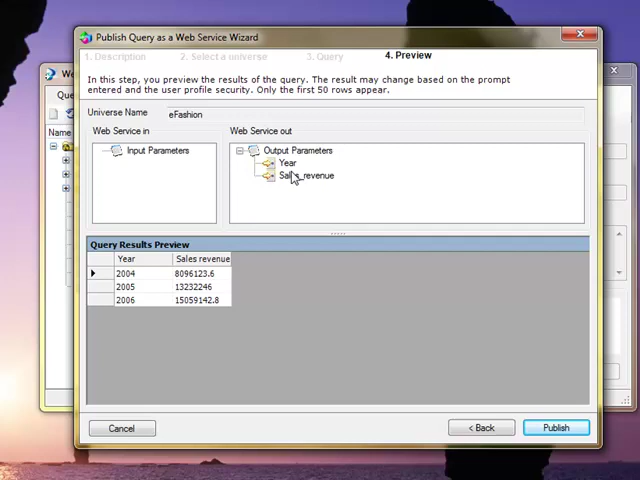 Publish Query as a Web Service Wizard
1. Description 2. Select a universe 3. Query 4. Preview
In this step, you preview the results of the query. The result may change based on the prompt
entered and the user profile security. Only the first 50 rows appear.
Universe Name eFashion
Web Service in Web Service out
Input Parameters Output Parameters
Year
Sales_revenue
Query Results Preview
Year Sales revenue
2004 8096123.6
2005 13232246
2006 15059142.8
Cancel < Back Publish
Name